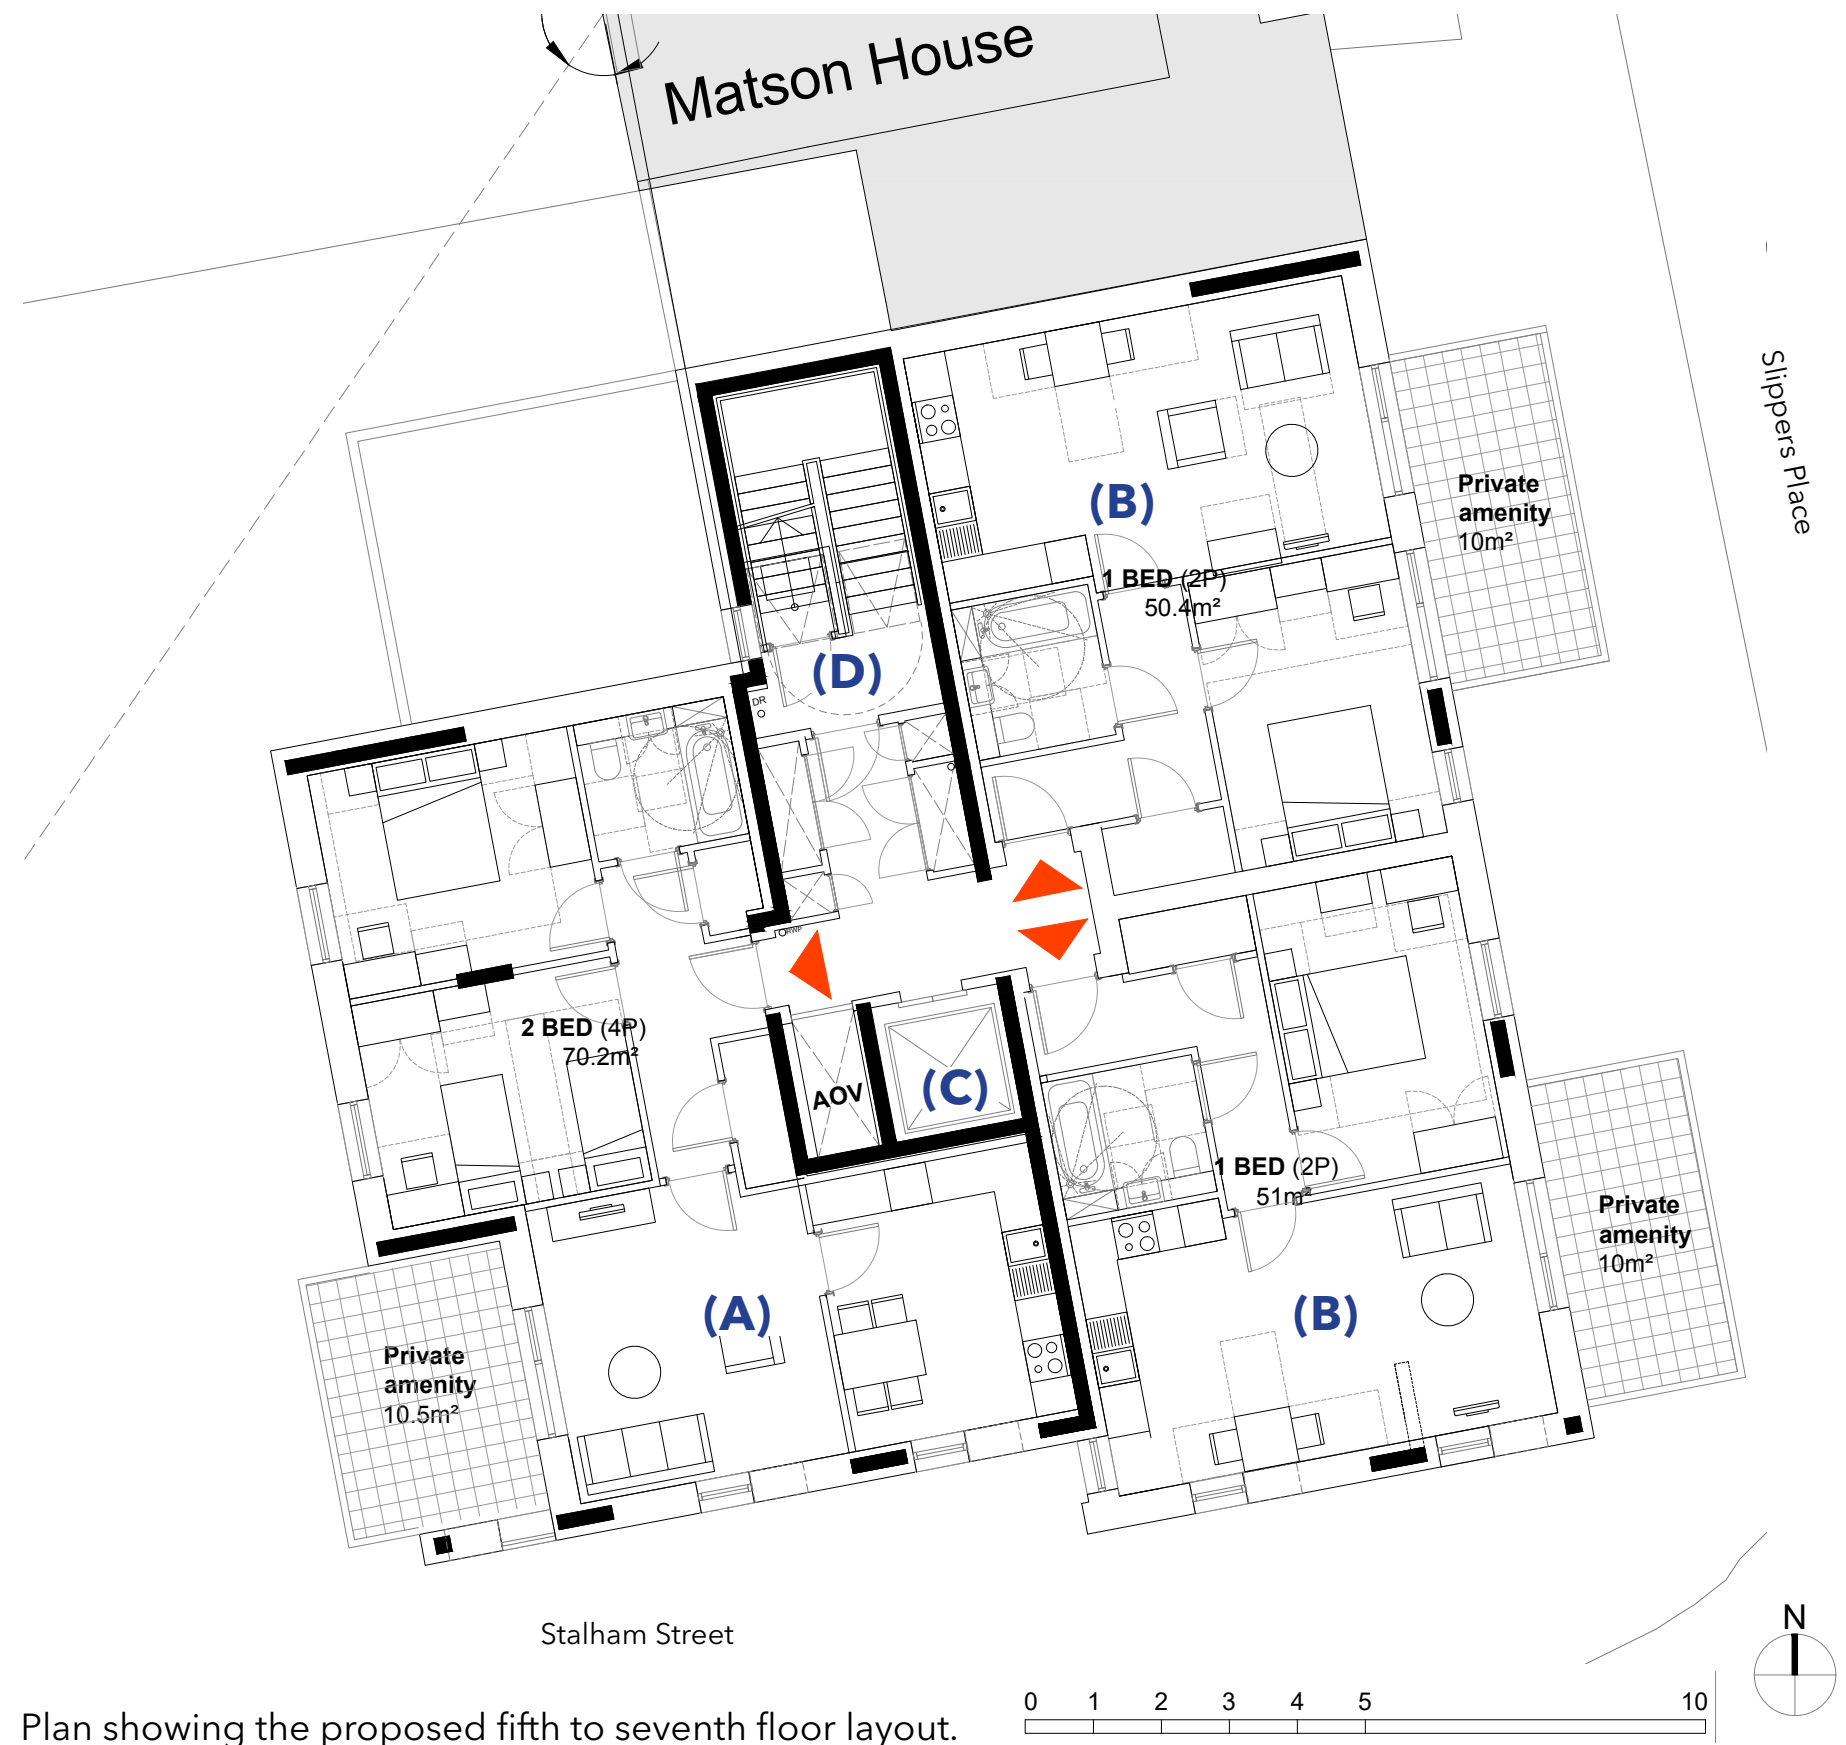 Matson House
Slippers Place
Private
amenity
10m²
(B)
1 BED (2P)
50.4m²
(D)
DR
RWP
2 BED (4P)
70.2m²
AOV
(C)
1 BED (2P)
51m²
Private
amenity
10m²
(A)
(B)
Private
amenity
10.5m²
Stalham Street
N
0 1 2 3 4 5 10
Plan showing the proposed fifth to seventh floor layout.